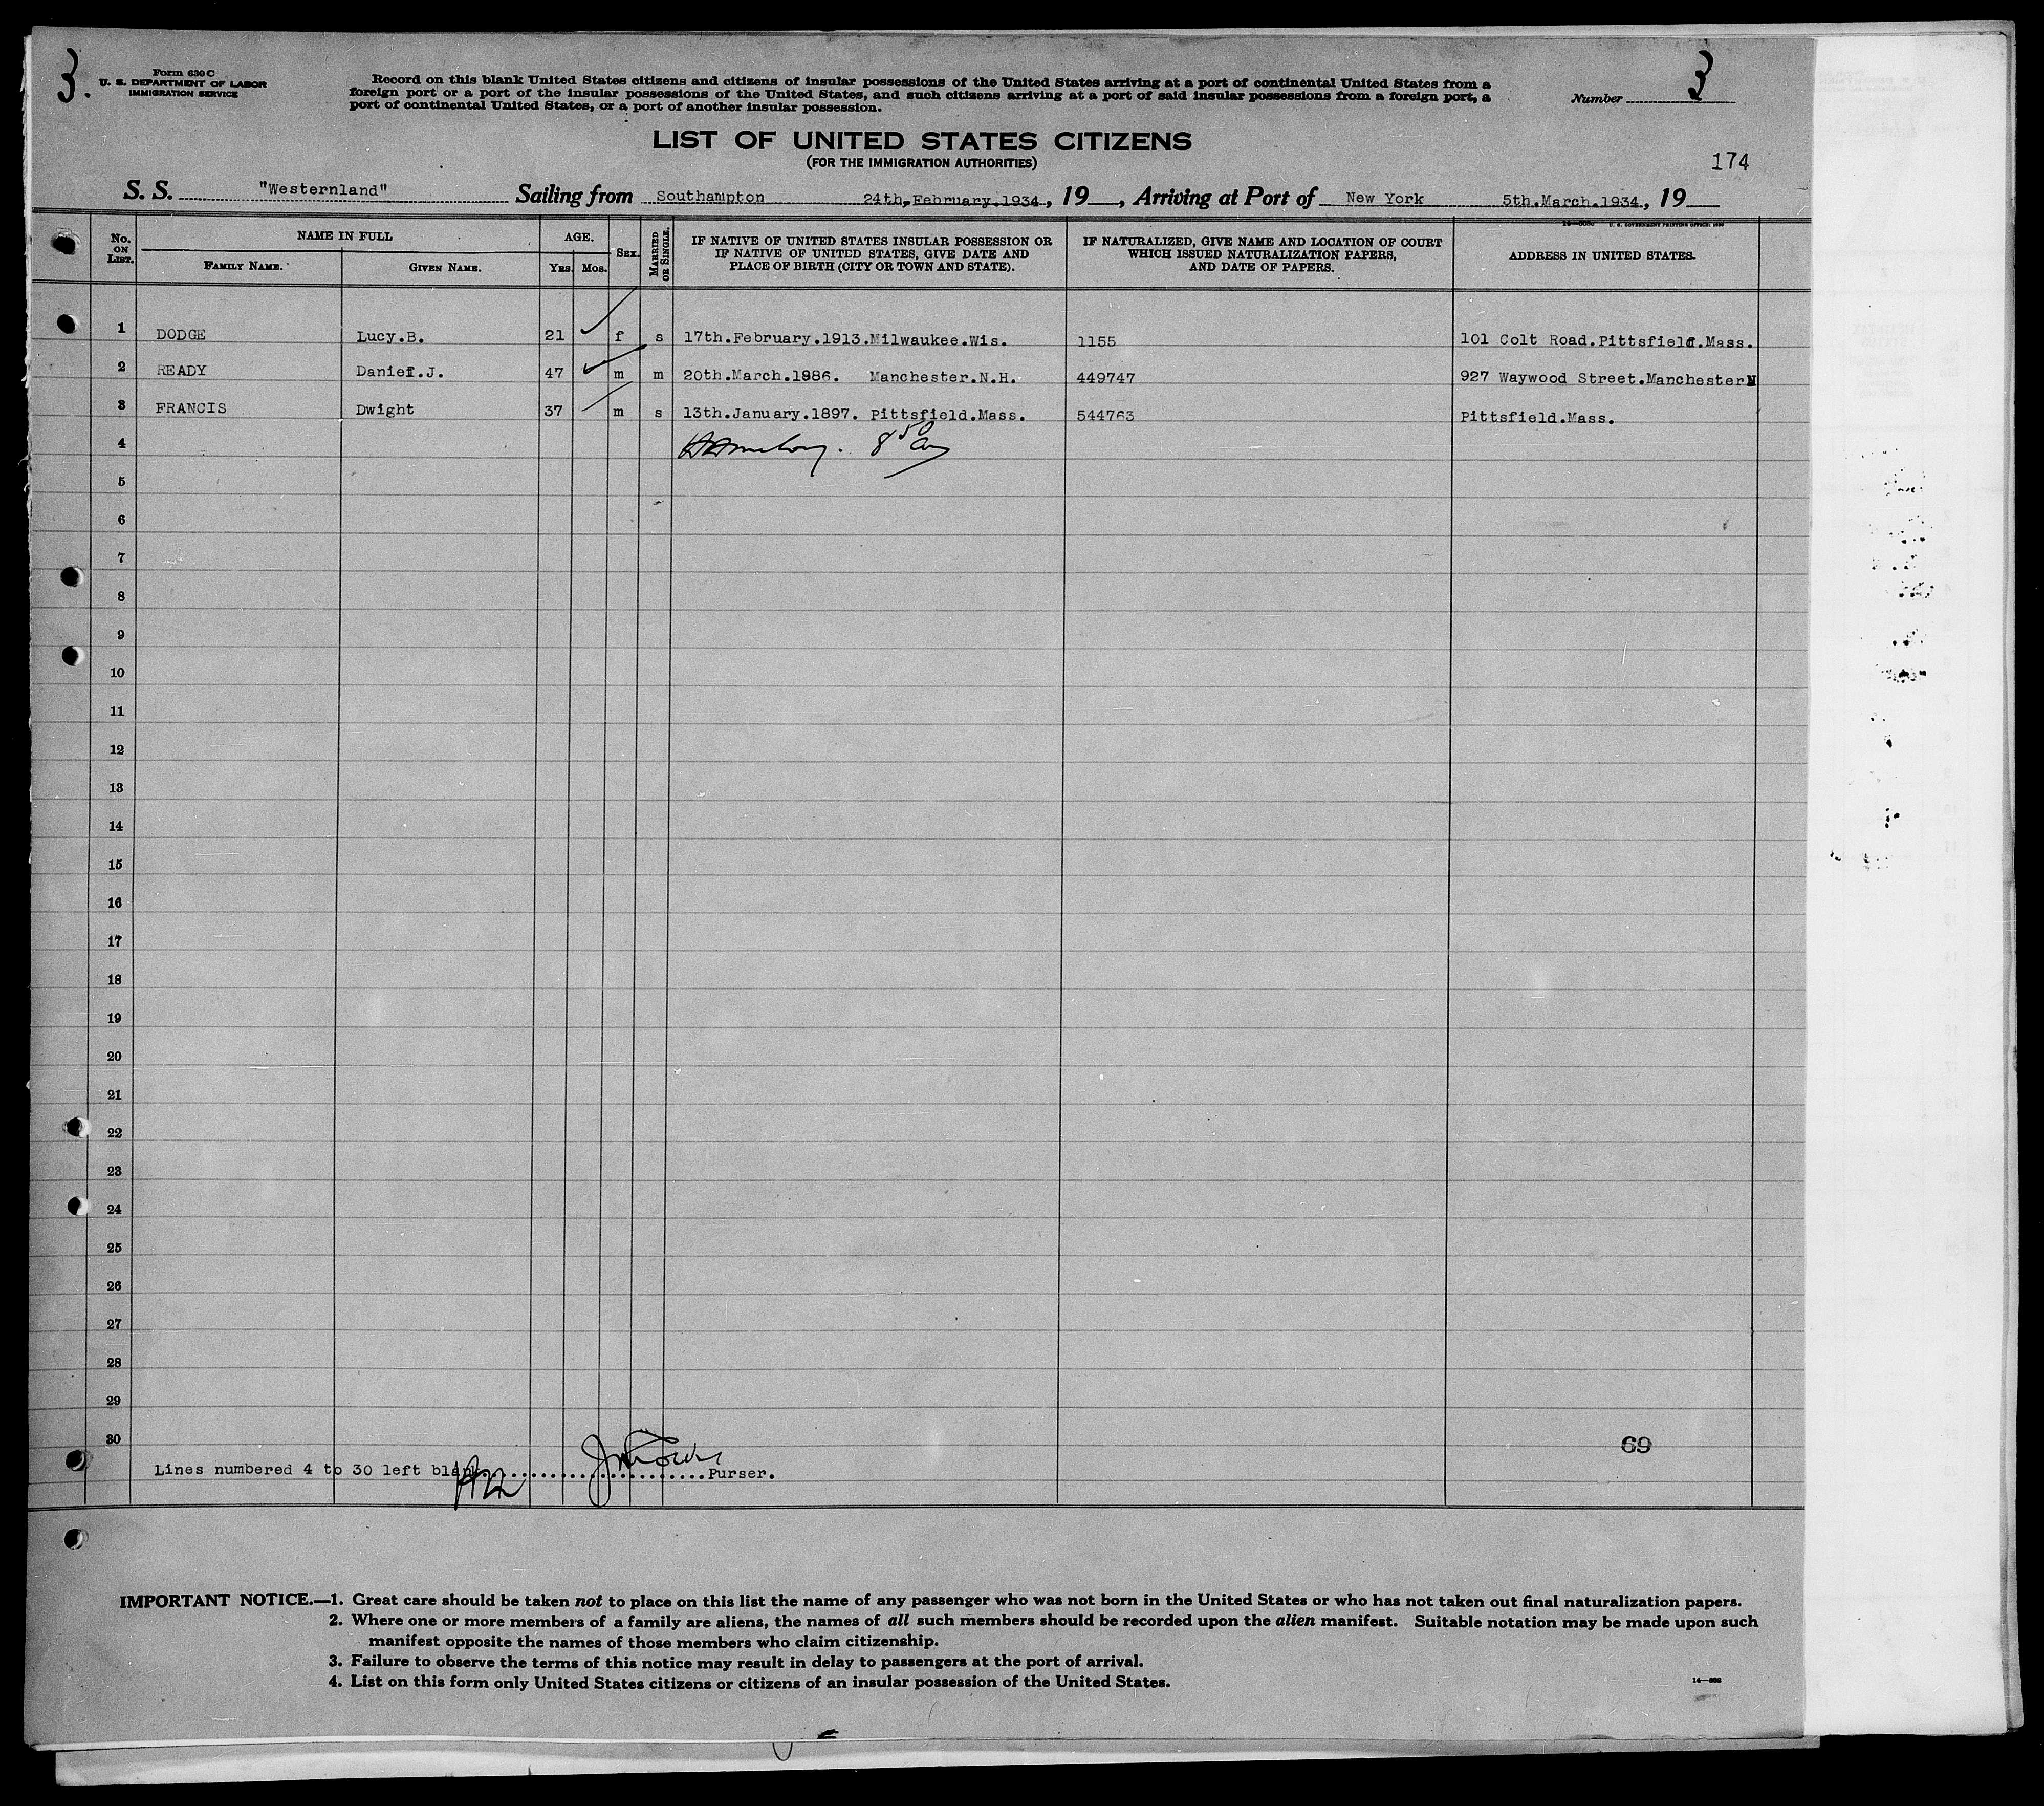 3.
Form 630 C
U. S. DEPARTMENT OF LABOR
IMMIGRATION SERVICE
Record on this blank United States citizens and citizens of insular possessions of the United States arriving at a port of continental United States from a
foreign port or a port of the insular possessions of the United States, and such citizens arriving at a port of said insular possessions from a foreign port, a
port of continental United States, or a port of another insular possession.
Number 3
LIST OF UNITED STATES CITIZENS
(FOR THE IMMIGRATION AUTHORITIES)
174
S. S. "Westernland" Sailing from Southampton 24th,February.1934, 19 , Arriving at Port of New York 5th.March.1934, 19
U. S. GOVERNMENT PRINTING OFFICE
No. ON LIST. NAME IN FULL AGE. SEX. MARRIED OR SINGLE. IF NATIVE OF UNITED STATES INSULAR POSSESSION OR IF NATIVE OF UNITED STATES, GIVE DATE AND PLACE OF BIRTH (CITY OR TOWN AND STATE). IF NATURALIZED, GIVE NAME AND LOCATION OF COURT WHICH ISSUED NATURALIZATION PAPERS, AND DATE OF PAPERS. ADDRESS IN UNITED STATES.
FAMILY NAME. GIVEN NAME. YRS. MOS.
1 DODGE Lucy.B. 21 f s 17th.February.1913.Milwaukee.Wis. 1155 101 Colt Road.Pittsfield.Mass.
2 READY Daniel.J. 47 m m 20th.March.1886. Manchester.N.H. 449747 927 Waywood Street.Manchester N
3 FRANCIS Dwight 37 m s 13th.January.1897. Pittsfield.Mass. 544763 Pittsfield.Mass.
4 8 50
5
6
7
8
9
10
11
12
13
14
15
16
17
18
19
20
21
22
23
24
25
26
27
28
29
30
69
Lines numbered 4 to 30 left blank..........................Purser.
IMPORTANT NOTICE.—1. Great care should be taken not to place on this list the name of any passenger who was not born in the United States or who has not taken out final naturalization papers.
2. Where one or more members of a family are aliens, the names of all such members should be recorded upon the alien manifest. Suitable notation may be made upon such
manifest opposite the names of those members who claim citizenship.
3. Failure to observe the terms of this notice may result in delay to passengers at the port of arrival.
4. List on this form only United States citizens or citizens of an insular possession of the United States.